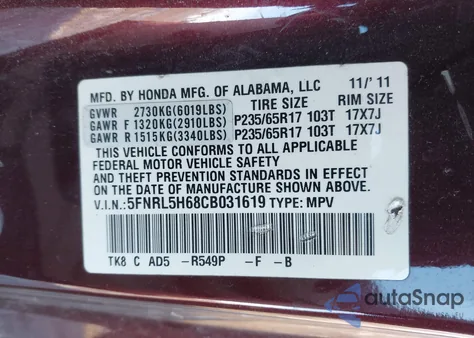 MFD. BY HONDA MFG. OF ALABAMA, LLC 11/'11
GVWR 2730KG(6019LBS) TIRE SIZE RIM SIZE
GAWR F 1320KG(2910LBS) P235/65R17 103T 17X7J
GAWR R 1515KG(3340LBS) P235/65R17 103T 17X7J
THIS VEHICLE CONFORMS TO ALL APPLICABLE
FEDERAL MOTOR VEHICLE SAFETY
AND THEFT PREVENTION STANDARDS IN EFFECT
ON THE DATE OF MANUFACTURE SHOWN ABOVE.
V.I.N.:5FNRL5H68CB031619 TYPE: MPV
TK8 C AD5 -R549P -F -B
autoSnap